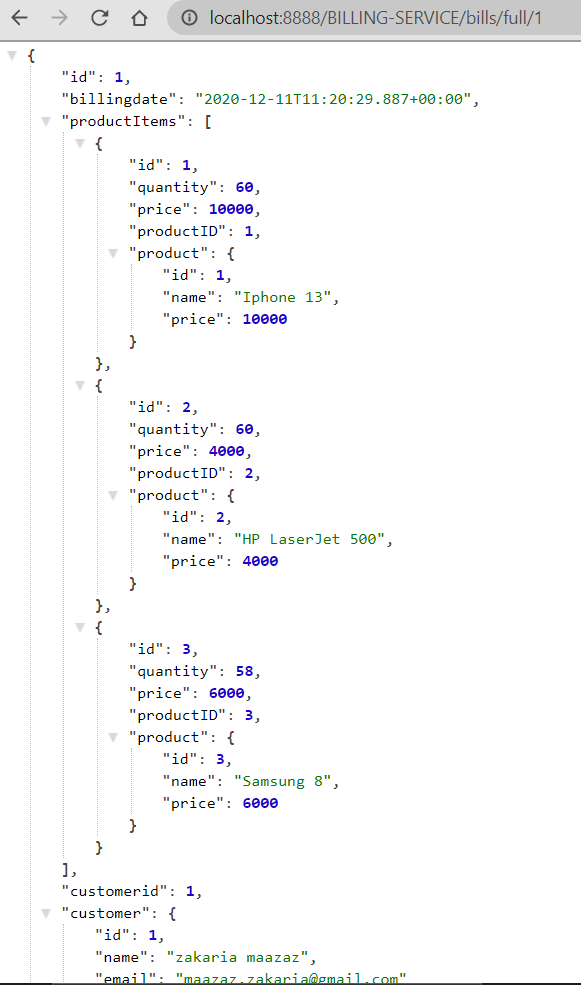 localhost:8888/BILLING-SERVICE/bills/full/1
{
"id": 1,
"billingdate": "2020-12-11T11:20:29.887+00:00",
"productItems": [
{
"id": 1,
"quantity": 60,
"price": 10000,
"productID": 1,
"product": {
"id": 1,
"name": "Iphone 13",
"price": 10000
}
},
{
"id": 2,
"quantity": 60,
"price": 4000,
"productID": 2,
"product": {
"id": 2,
"name": "HP LaserJet 500",
"price": 4000
}
},
{
"id": 3,
"quantity": 58,
"price": 6000,
"productID": 3,
"product": {
"id": 3,
"name": "Samsung 8",
"price": 6000
}
}
],
"customerid": 1,
"customer": {
"id": 1,
"name": "zakaria maazaz",
"email": "maazaz.zakaria@gmail.com"